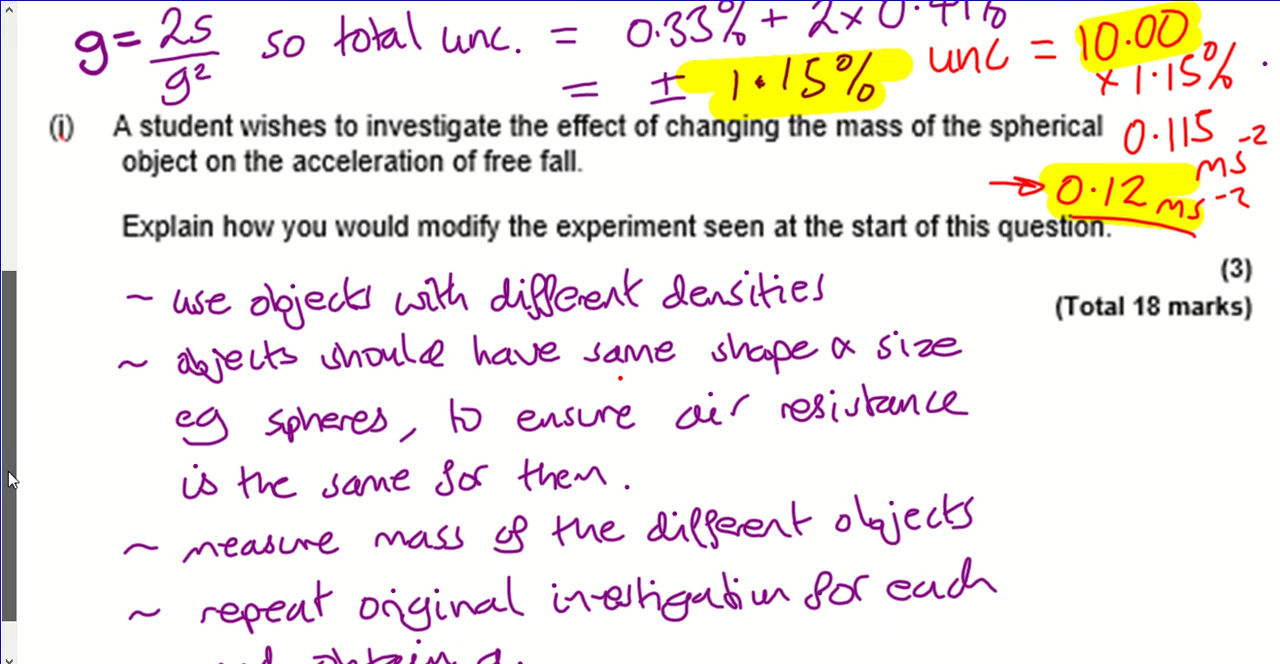 g = 2s / g² so total unc. = 0.33% + 2 x 0.41%
= ± 1.15%
unc = 10.00
x 1.15%
0.115 ms⁻²
→ 0.12 ms⁻²
(i) A student wishes to investigate the effect of changing the mass of the spherical
object on the acceleration of free fall.
Explain how you would modify the experiment seen at the start of this question.
(3)
(Total 18 marks)
~ use objects with different densities
~ objects should have same shape & size
eg spheres, to ensure air resistance
is the same for them.
~ measure mass of the different objects
~ repeat original investigation for each
and obtain g.